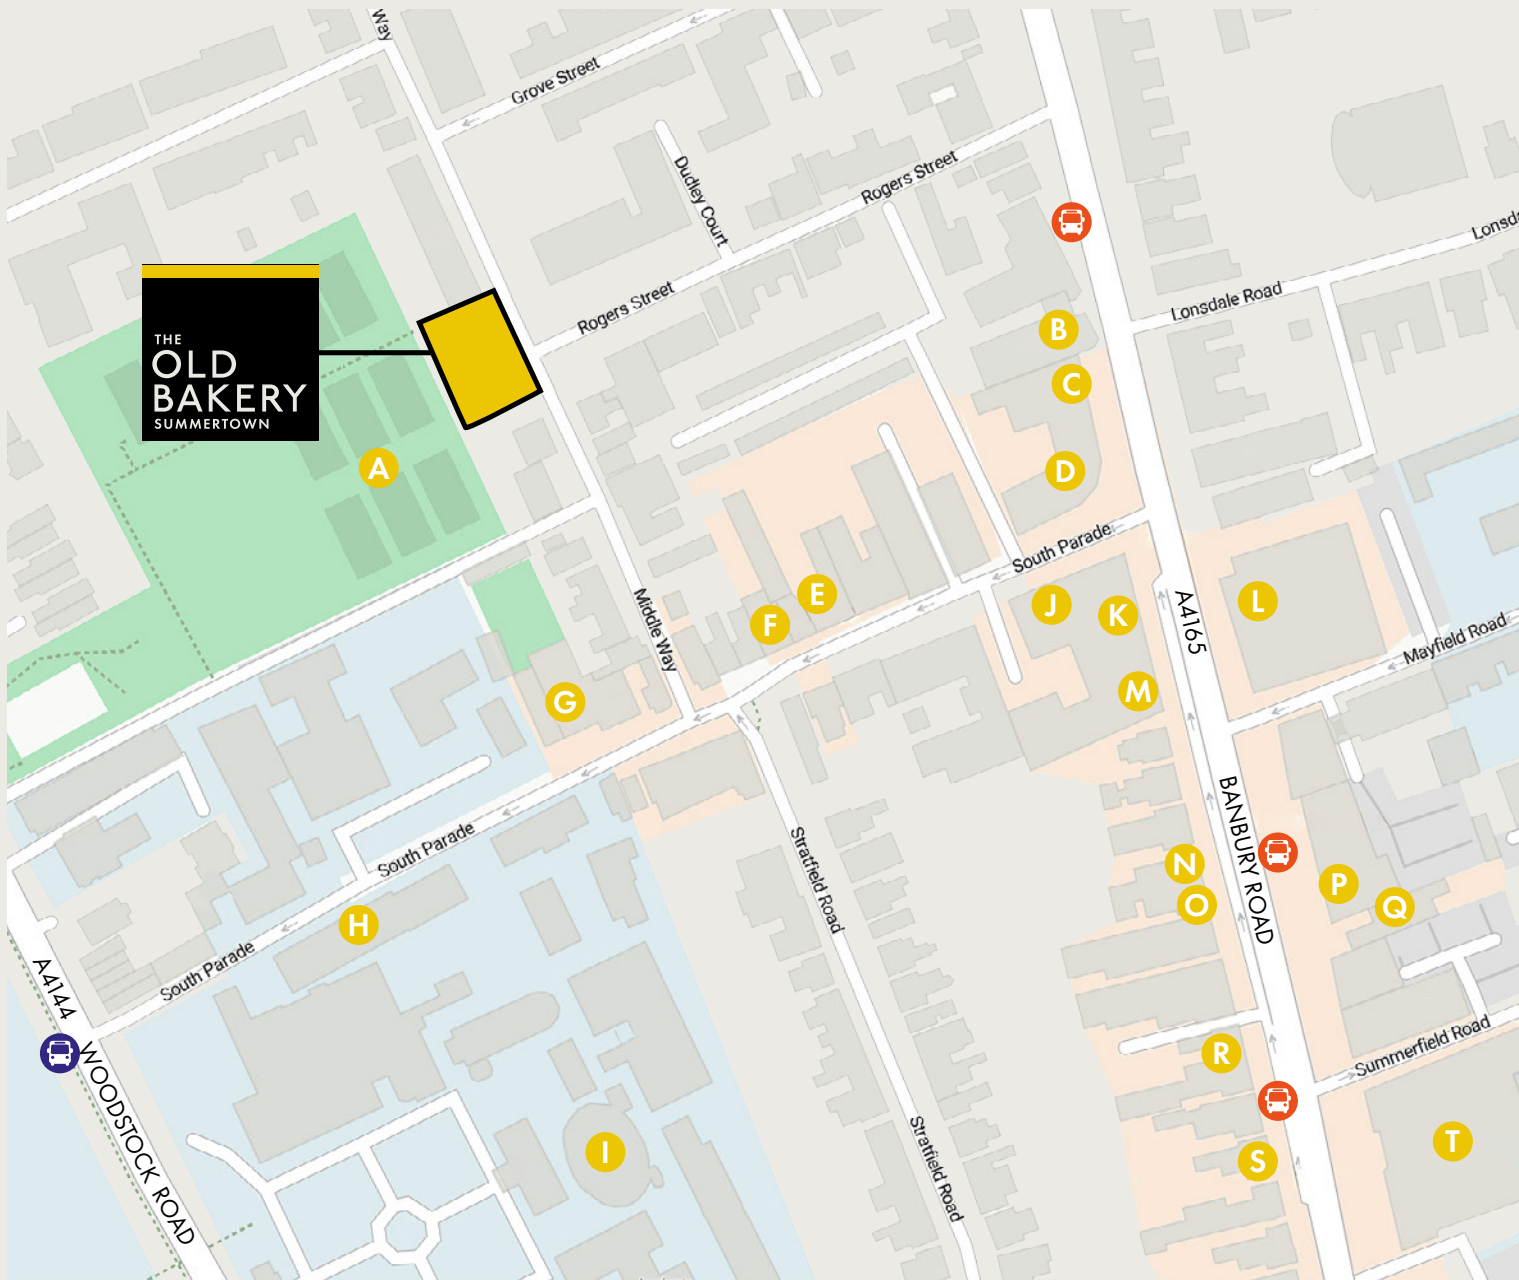 Way
Grove Street
Dudley Court
Rogers Street
Rogers Street
Lonsdale Road
THE
OLD
BAKERY
SUMMERTOWN
A
B
C
D
E
F
G
H
I
J
K
L
M
N
O
P
Q
R
S
T
South Parade
Middle Way
A4165
Mayfield Road
BANBURY ROAD
South Parade
Stratfield Road
South Parade
A4144
WOODSTOCK ROAD
Summerfield Road
Stratfield Road